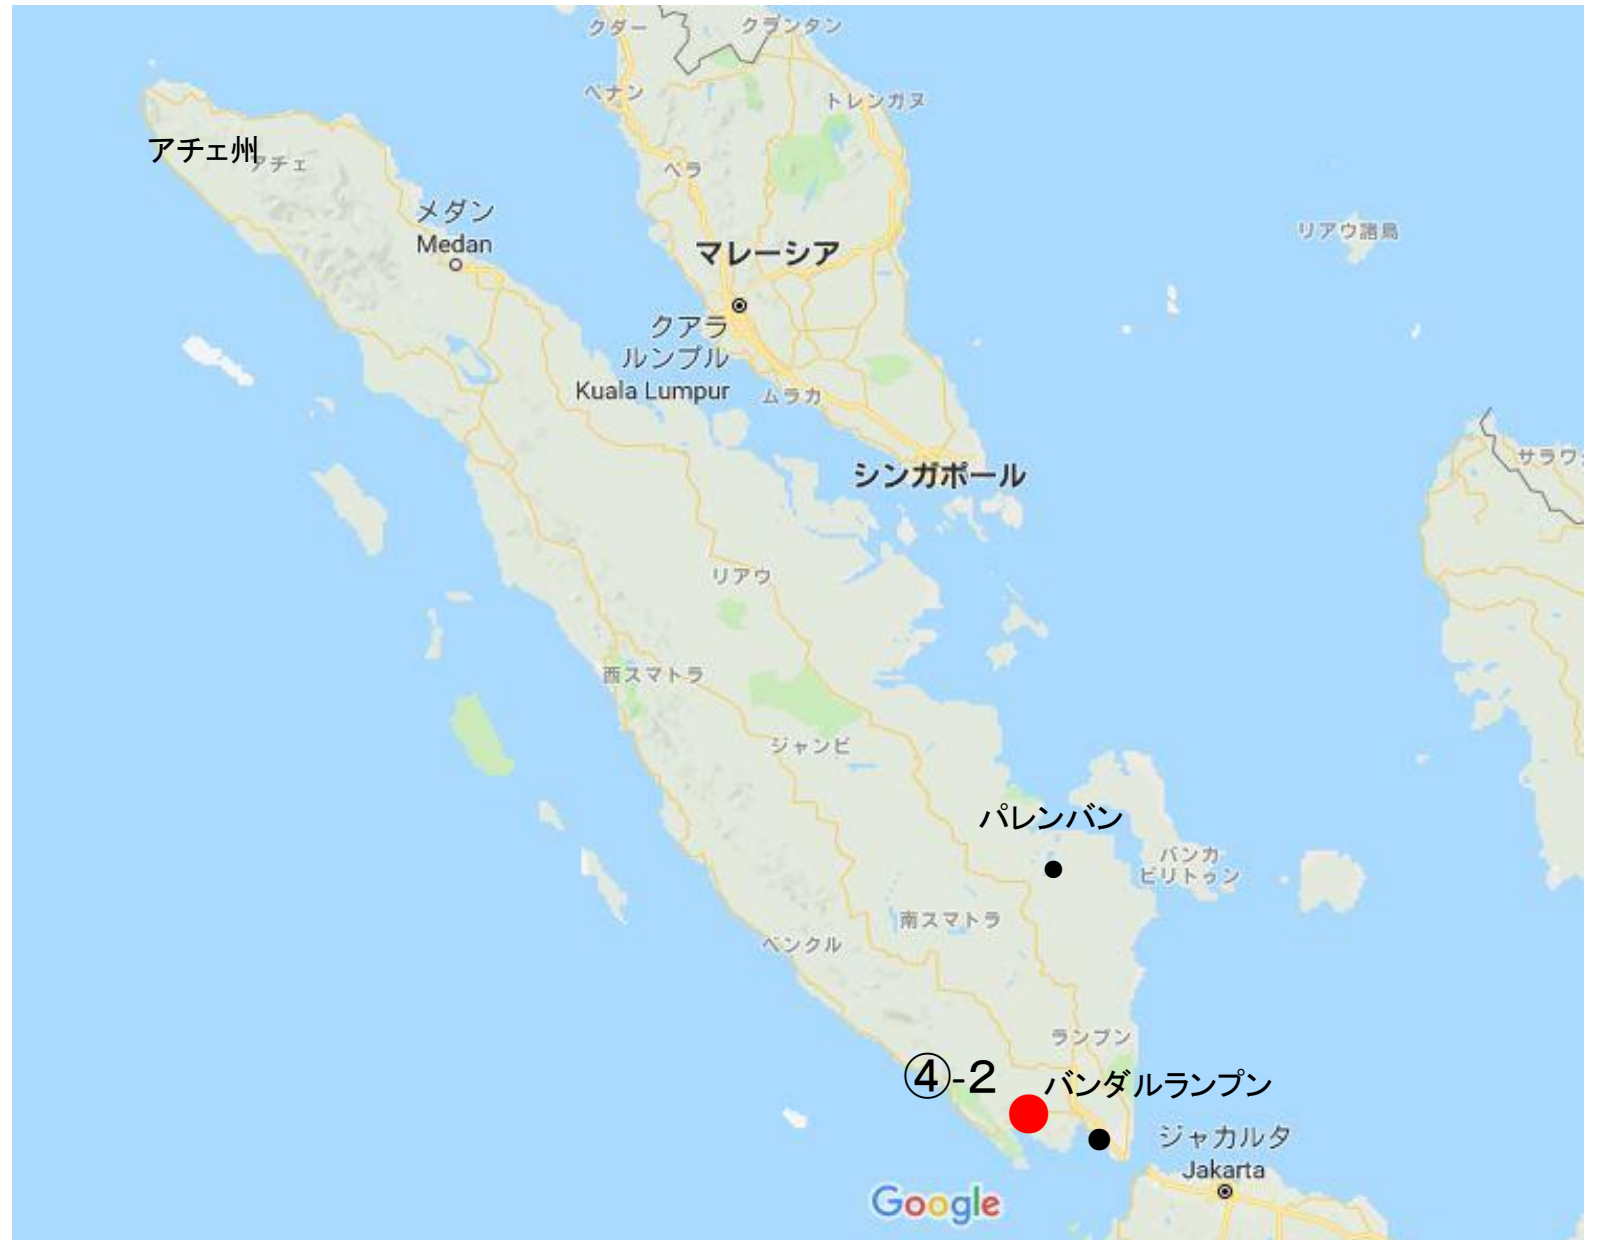 クダー
クランタン
ペナン
トレンガヌ
アチェ州
アチェ
ペラ
メダン
Medan
リアウ諸島
マレーシア
クアラ
ルンプル
Kuala Lumpur
ムラカ
サラワ
シンガポール
リアウ
西スマトラ
ジャンビ
パレンバン
バンカ
ビリトゥン
南スマトラ
ベンクル
ランプン
④-2
バンダルランプン
ジャカルタ
Jakarta
Google